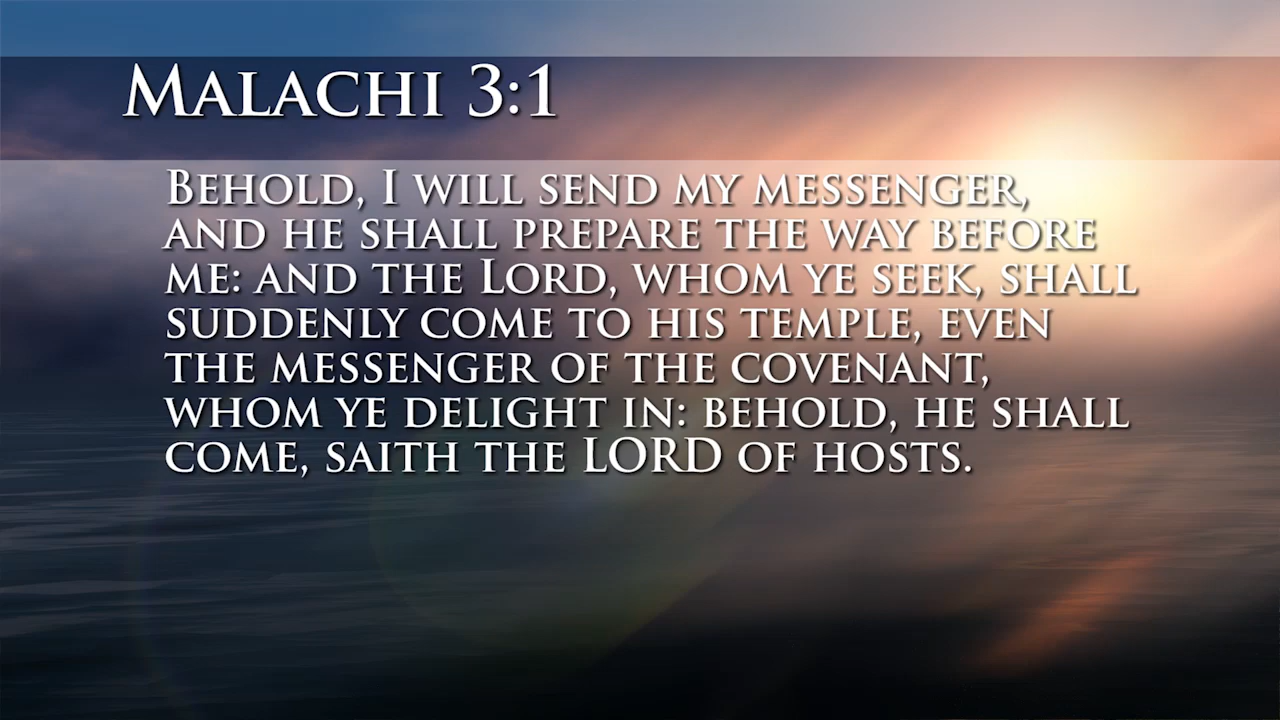 Malachi 3:1
Behold, I will send my messenger,
and he shall prepare the way before
me: and the Lord, whom ye seek, shall
suddenly come to his temple, even
the messenger of the covenant,
whom ye delight in: behold, he shall
come, saith the LORD of hosts.